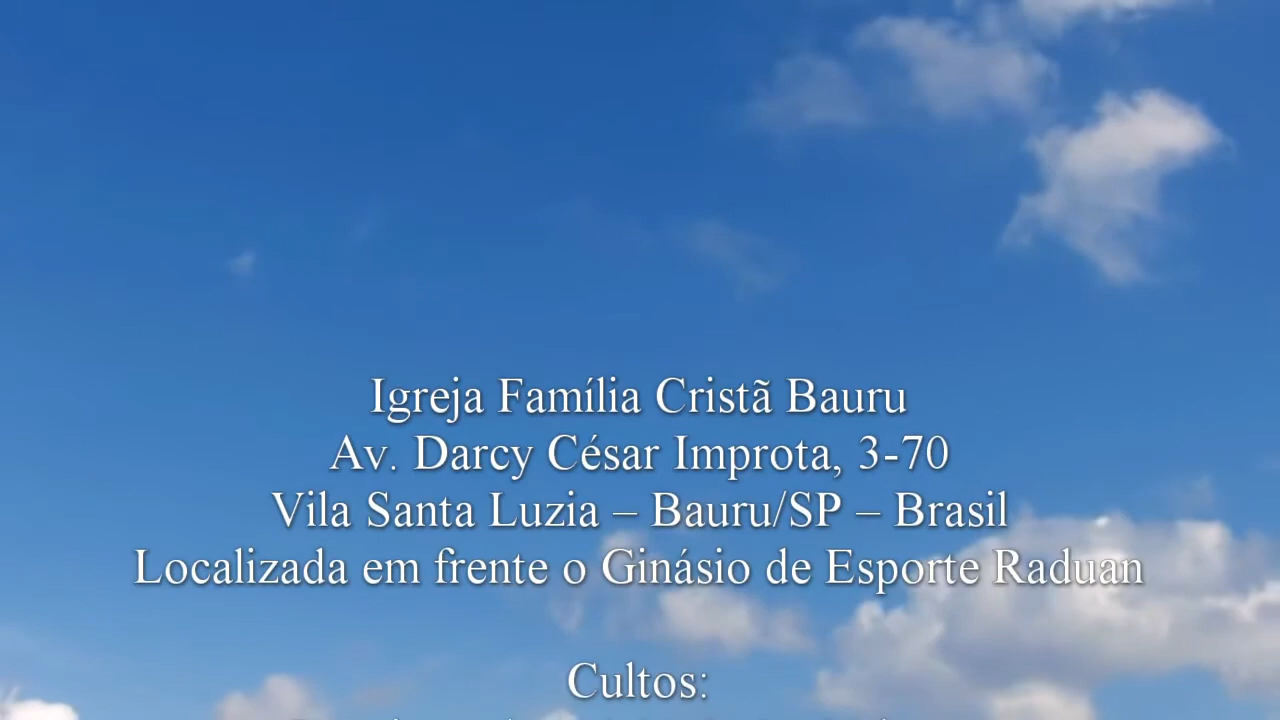 Igreja Família Cristã Bauru
Av. Darcy César Improta, 3-70
Vila Santa Luzia – Bauru/SP – Brasil
Localizada em frente o Ginásio de Esporte Raduan
Cultos: